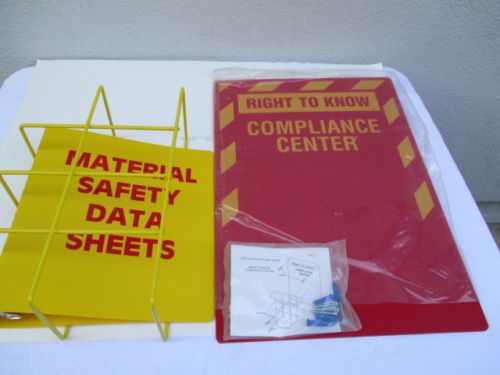 MATERIAL
SAFETY
DATA
SHEETS
RIGHT TO KNOW
COMPLIANCE
CENTER